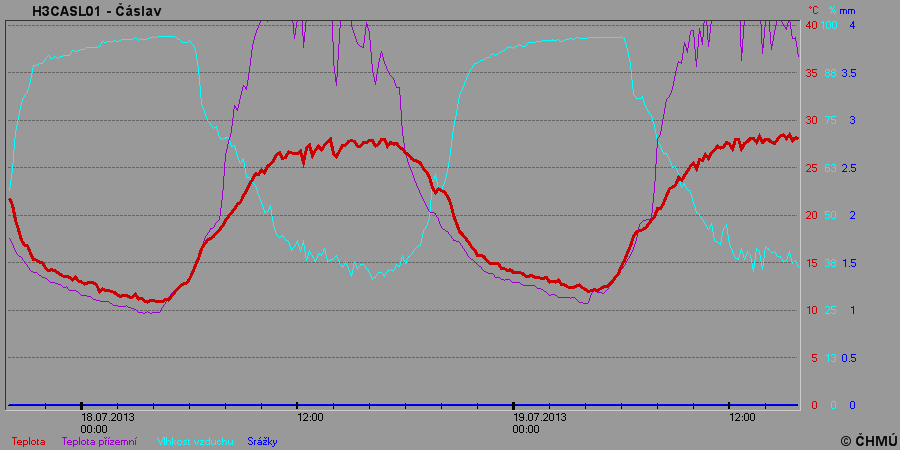 H3CASL01 - Čáslav
°C % mm
40 100 4
35 88 3.5
30 75 3
25 63 2.5
20 50 2
15 38 1.5
10 25 1
5 13 0.5
0 0 0
18.07.2013 12:00 19.07.2013 12:00
00:00 00:00
Teplota Teplota přízemní Vlhkost vzduchu Srážky
© ČHMÚ